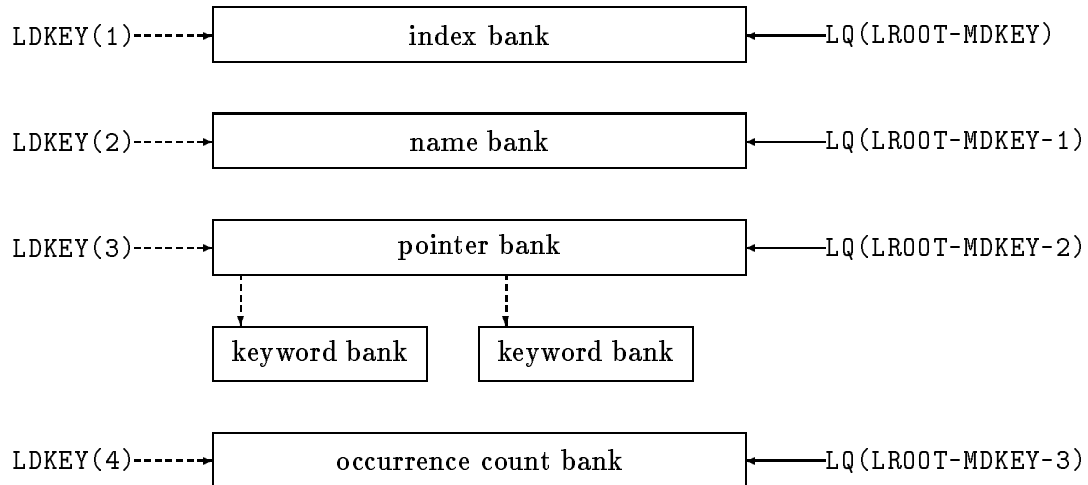 LDKEY(1) index bank LQ(LROOT-MDKEY)
LDKEY(2) name bank LQ(LROOT-MDKEY-1)
LDKEY(3) pointer bank LQ(LROOT-MDKEY-2)
keyword bank keyword bank
LDKEY(4) occurrence count bank LQ(LROOT-MDKEY-3)